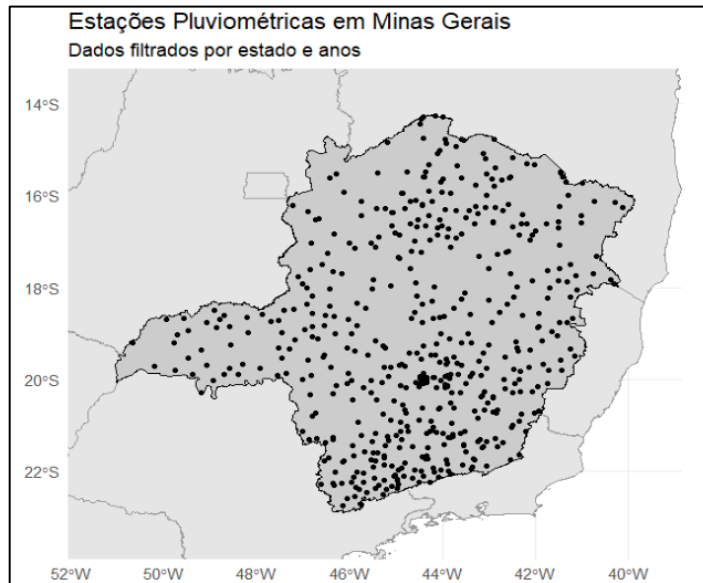 Estações Pluviométricas em Minas Gerais
Dados filtrados por estado e anos
14°S
16°S
18°S
20°S
22°S
52°W 50°W 48°W 46°W 44°W 42°W 40°W